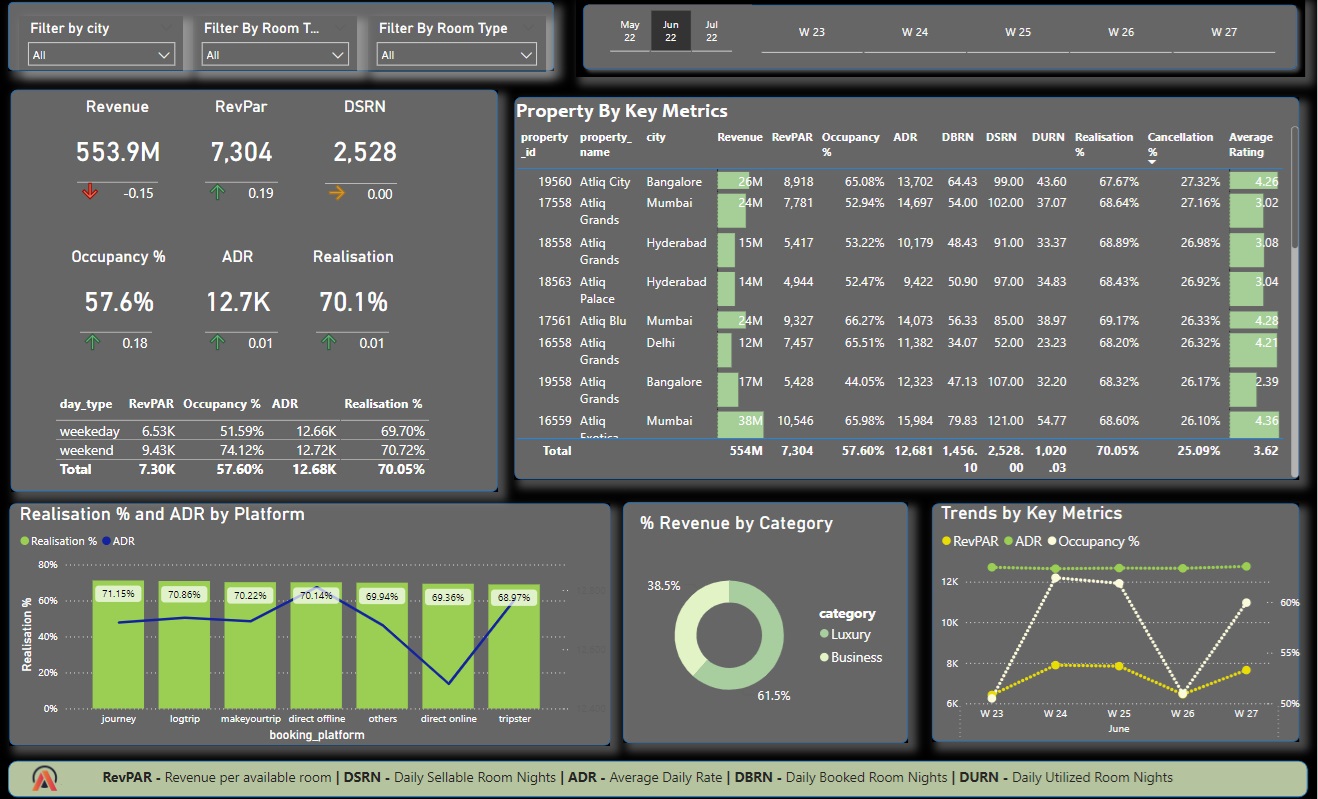 Filter by city
Filter By Room T...
Filter By Room Type
All
All
All
May 22
Jun 22
Jul 22
W 23
W 24
W 25
W 26
W 27
Revenue
RevPar
DSRN
553.9M
7,304
2,528
-0.15
0.19
0.00
Occupancy %
ADR
Realisation
57.6%
12.7K
70.1%
0.18
0.01
0.01
day_type RevPAR Occupancy % ADR Realisation %
weekeday 6.53K 51.59% 12.66K 69.70%
weekend 9.43K 74.12% 12.72K 70.72%
Total 7.30K 57.60% 12.68K 70.05%
Property By Key Metrics
property _id property_ name city Revenue RevPAR Occupancy % ADR DBRN DSRN DURN Realisation % Cancellation % Average Rating
19560 Atliq City Bangalore 26M 8,918 65.08% 13,702 64.43 99.00 43.60 67.67% 27.32% 4.26
17558 Atliq Grands Mumbai 24M 7,781 52.94% 14,697 54.00 102.00 37.07 68.64% 27.16% 3.02
18558 Atliq Grands Hyderabad 15M 5,417 53.22% 10,179 48.43 91.00 33.37 68.89% 26.98% 3.08
18563 Atliq Palace Hyderabad 14M 4,944 52.47% 9,422 50.90 97.00 34.83 68.43% 26.92% 3.04
17561 Atliq Blu Mumbai 24M 9,327 66.27% 14,073 56.33 85.00 38.97 69.17% 26.33% 4.28
16558 Atliq Grands Delhi 12M 7,457 65.51% 11,382 34.07 52.00 23.23 68.20% 26.32% 4.21
19558 Atliq Grands Bangalore 17M 5,428 44.05% 12,323 47.13 107.00 32.20 68.32% 26.17% 2.39
16559 Atliq Exotica Mumbai 38M 10,546 65.98% 15,984 79.83 121.00 54.77 68.60% 26.10% 4.36
Total 554M 7,304 57.60% 12,681 1,456.10 2,528.00 1,020.03 70.05% 25.09% 3.62
Realisation % and ADR by Platform
Realisation % ADR
80%
60%
40%
20%
0%
Realisation %
71.15%
70.86%
70.22%
70.14%
69.94%
69.36%
68.97%
journey
logtrip
makeyourtrip
direct offline
others
direct online
tripster
booking_platform
% Revenue by Category
38.5%
61.5%
category
Luxury
Business
Trends by Key Metrics
RevPAR ADR Occupancy %
12K
10K
8K
6K
60%
55%
50%
W 23
W 24
W 25
W 26
W 27
June
RevPAR - Revenue per available room | DSRN - Daily Sellable Room Nights | ADR - Average Daily Rate | DBRN - Daily Booked Room Nights | DURN - Daily Utilized Room Nights